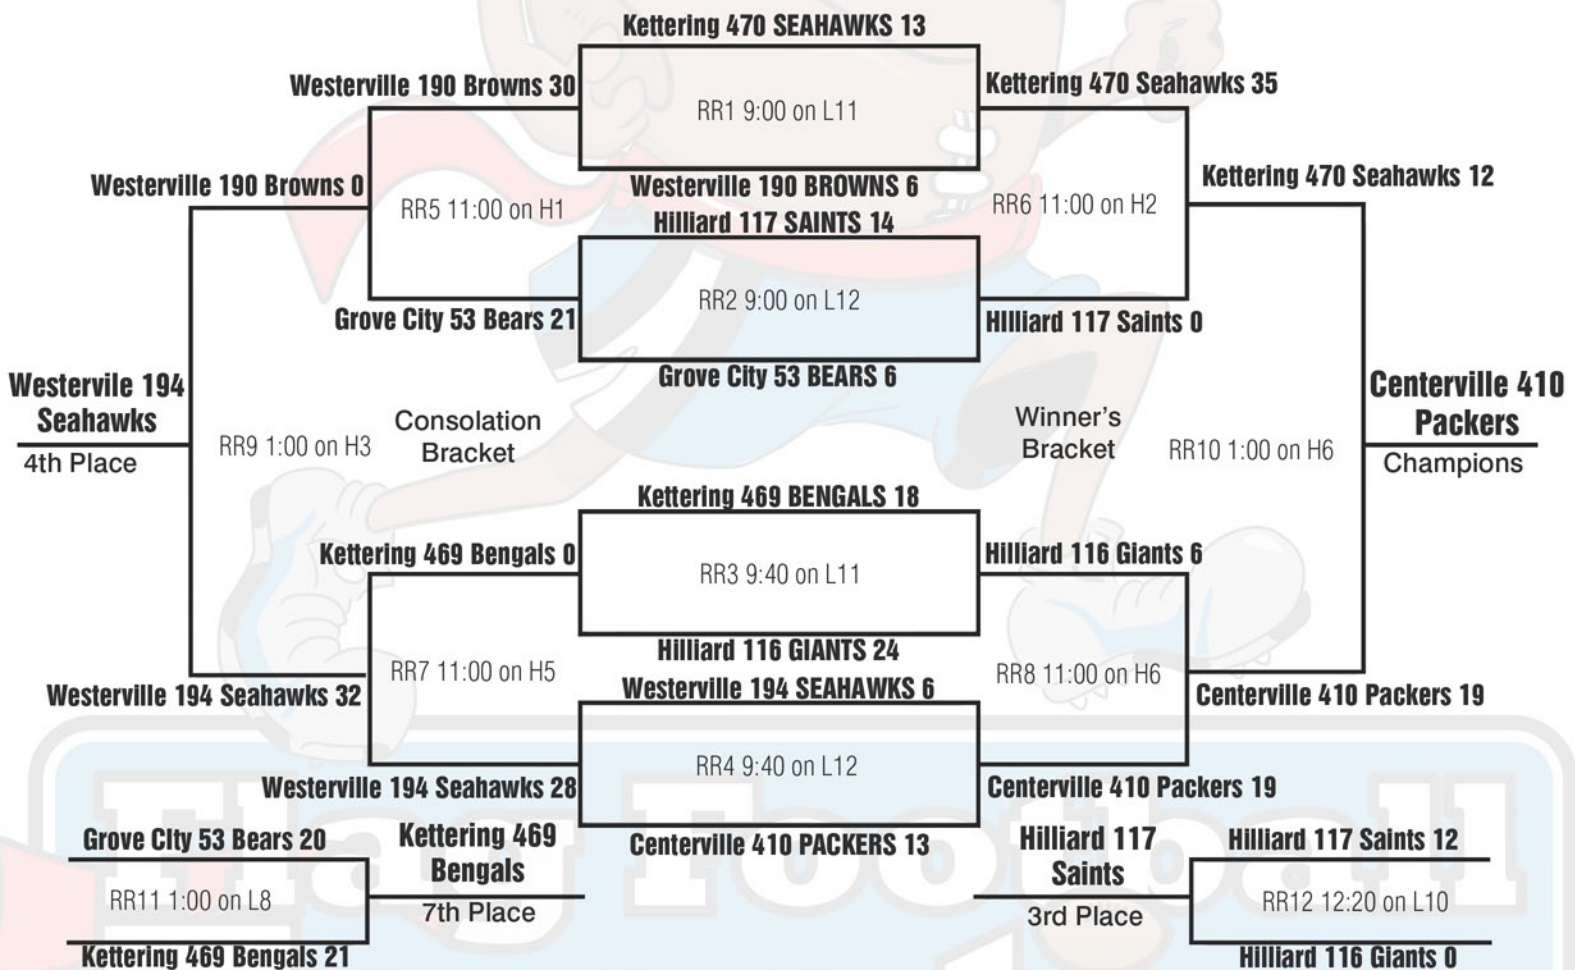 Kettering 470 SEAHAWKS 13
Westerville 190 Browns 30
Kettering 470 Seahawks 35
RR1 9:00 on L11
Westerville 190 Browns 0
Westerville 190 BROWNS 6
Kettering 470 Seahawks 12
RR5 11:00 on H1
RR6 11:00 on H2
Hilliard 117 SAINTS 14
RR2 9:00 on L12
Grove City 53 Bears 21
HIlliard 117 Saints 0
Grove City 53 BEARS 6
Westervile 194
Seahawks
4th Place
RR9 1:00 on H3
Consolation
Bracket
Winner's
Bracket
RR10 1:00 on H6
Centerville 410
Packers
Champions
Kettering 469 BENGALS 18
Kettering 469 Bengals 0
Hilliard 116 Giants 6
RR3 9:40 on L11
Hilliard 116 GIANTS 24
RR7 11:00 on H5
RR8 11:00 on H6
Westerville 194 SEAHAWKS 6
Westerville 194 Seahawks 32
Centerville 410 Packers 19
RR4 9:40 on L12
Westerville 194 Seahawks 28
Centerville 410 Packers 19
Centerville 410 PACKERS 13
Grove CIty 53 Bears 20
RR11 1:00 on L8
Kettering 469 Bengals 21
Kettering 469
Bengals
7th Place
Hilliard 117
Saints
3rd Place
Hilliard 117 Saints 12
RR12 12:20 on L10
Hilliard 116 Giants 0
Flag Football